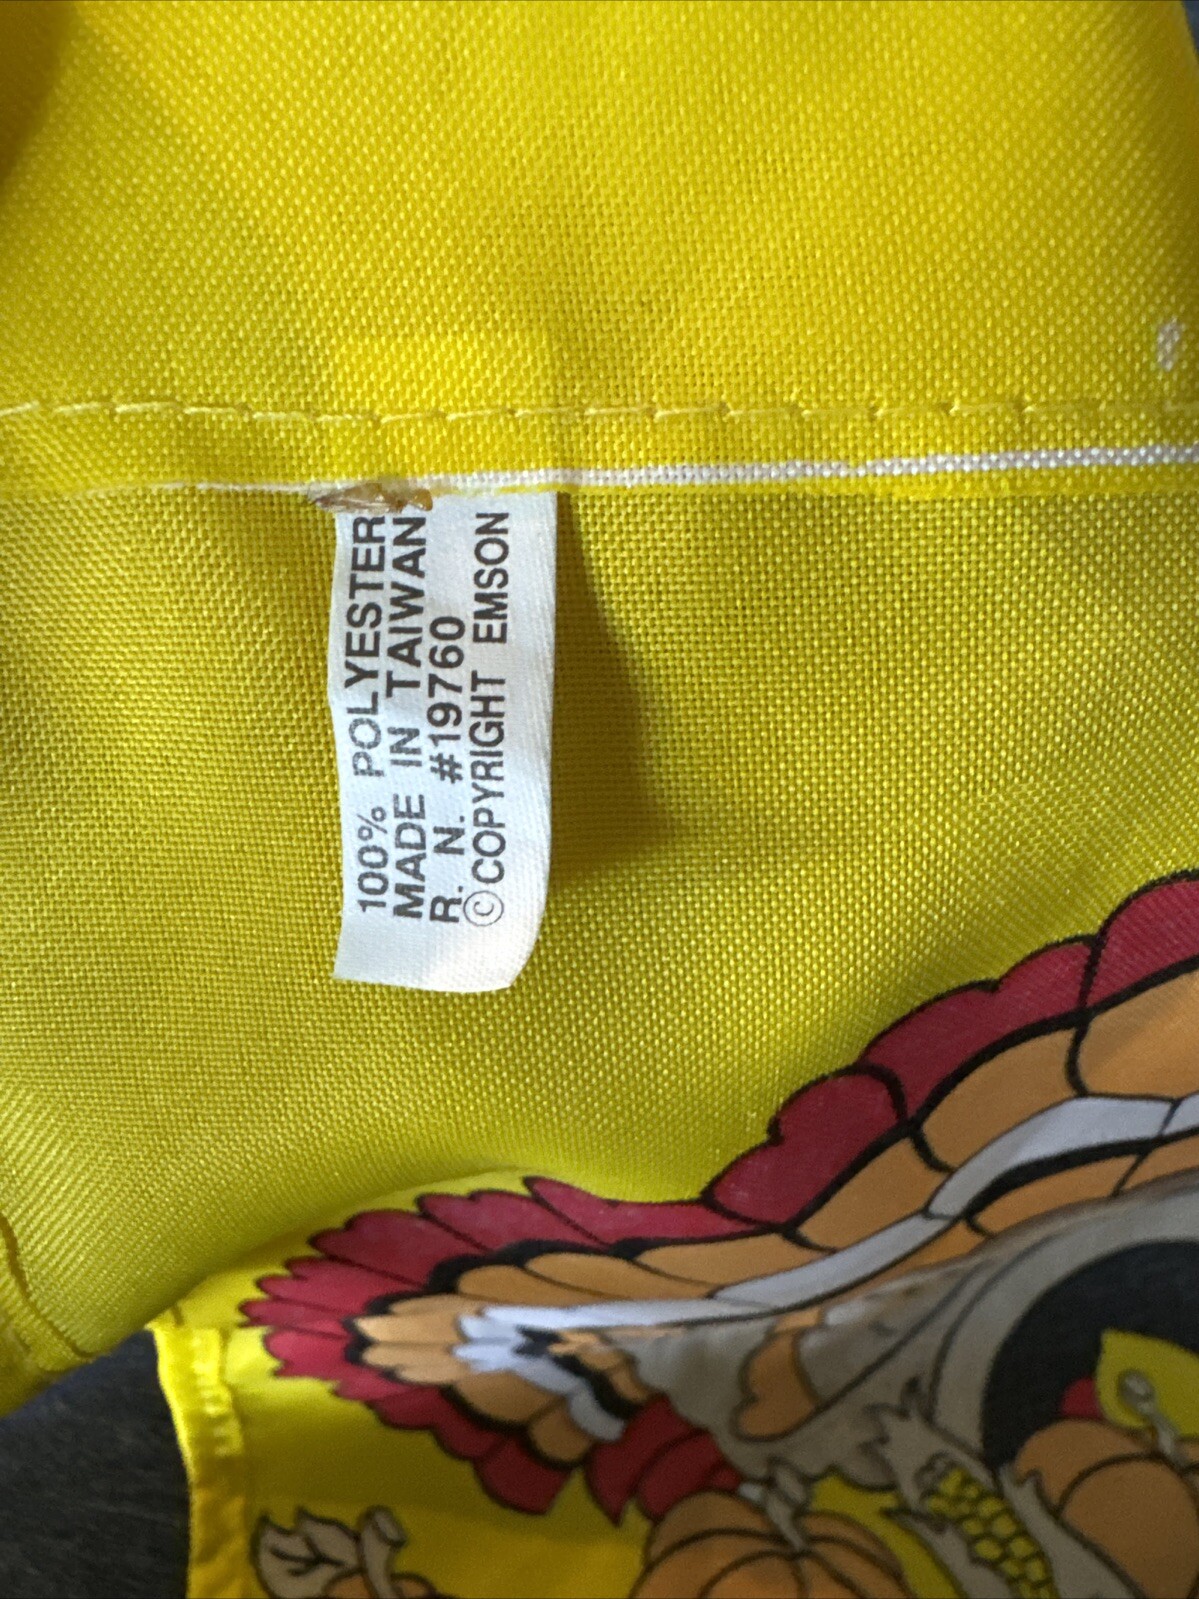 100% POLYESTER
MADE IN TAIWAN
R. N. #19760
©COPYRIGHT EMSON